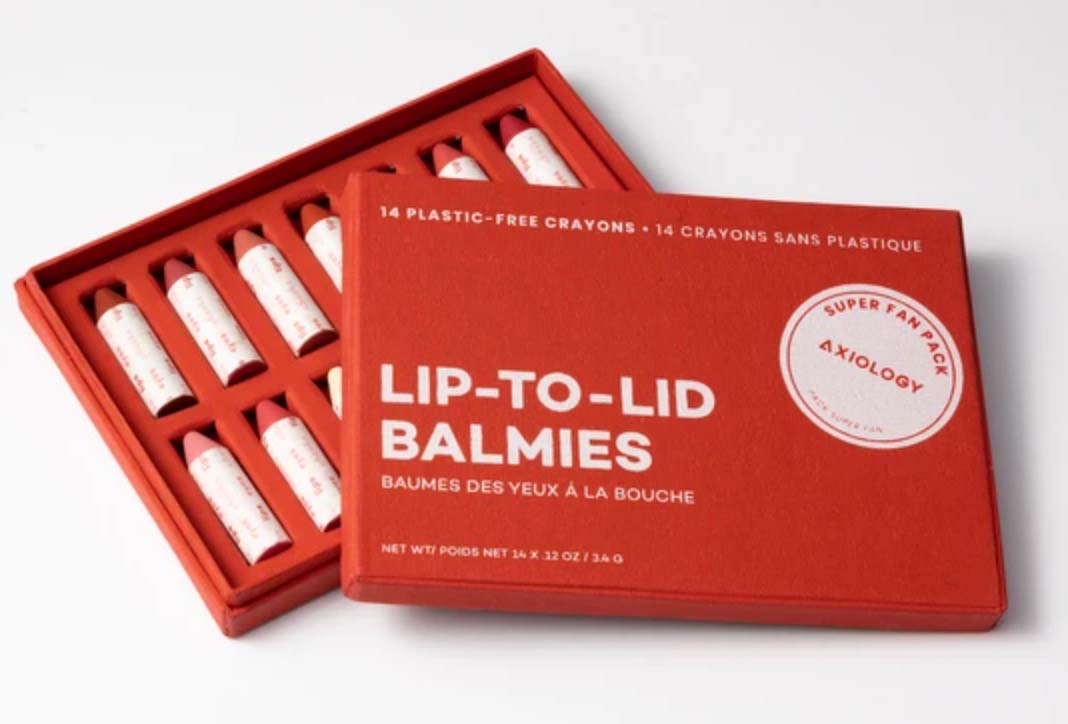 14 PLASTIC-FREE CRAYONS • 14 CRAYONS SANS PLASTIQUE
SUPER FAN PACK
AXIOLOGY
PACK SUPER FAN
LIP-TO-LID
BALMIES
BAUMES DES YEUX Á LA BOUCHE
NET WT/ POIDS NET 14 X .12 OZ / 3.4 G